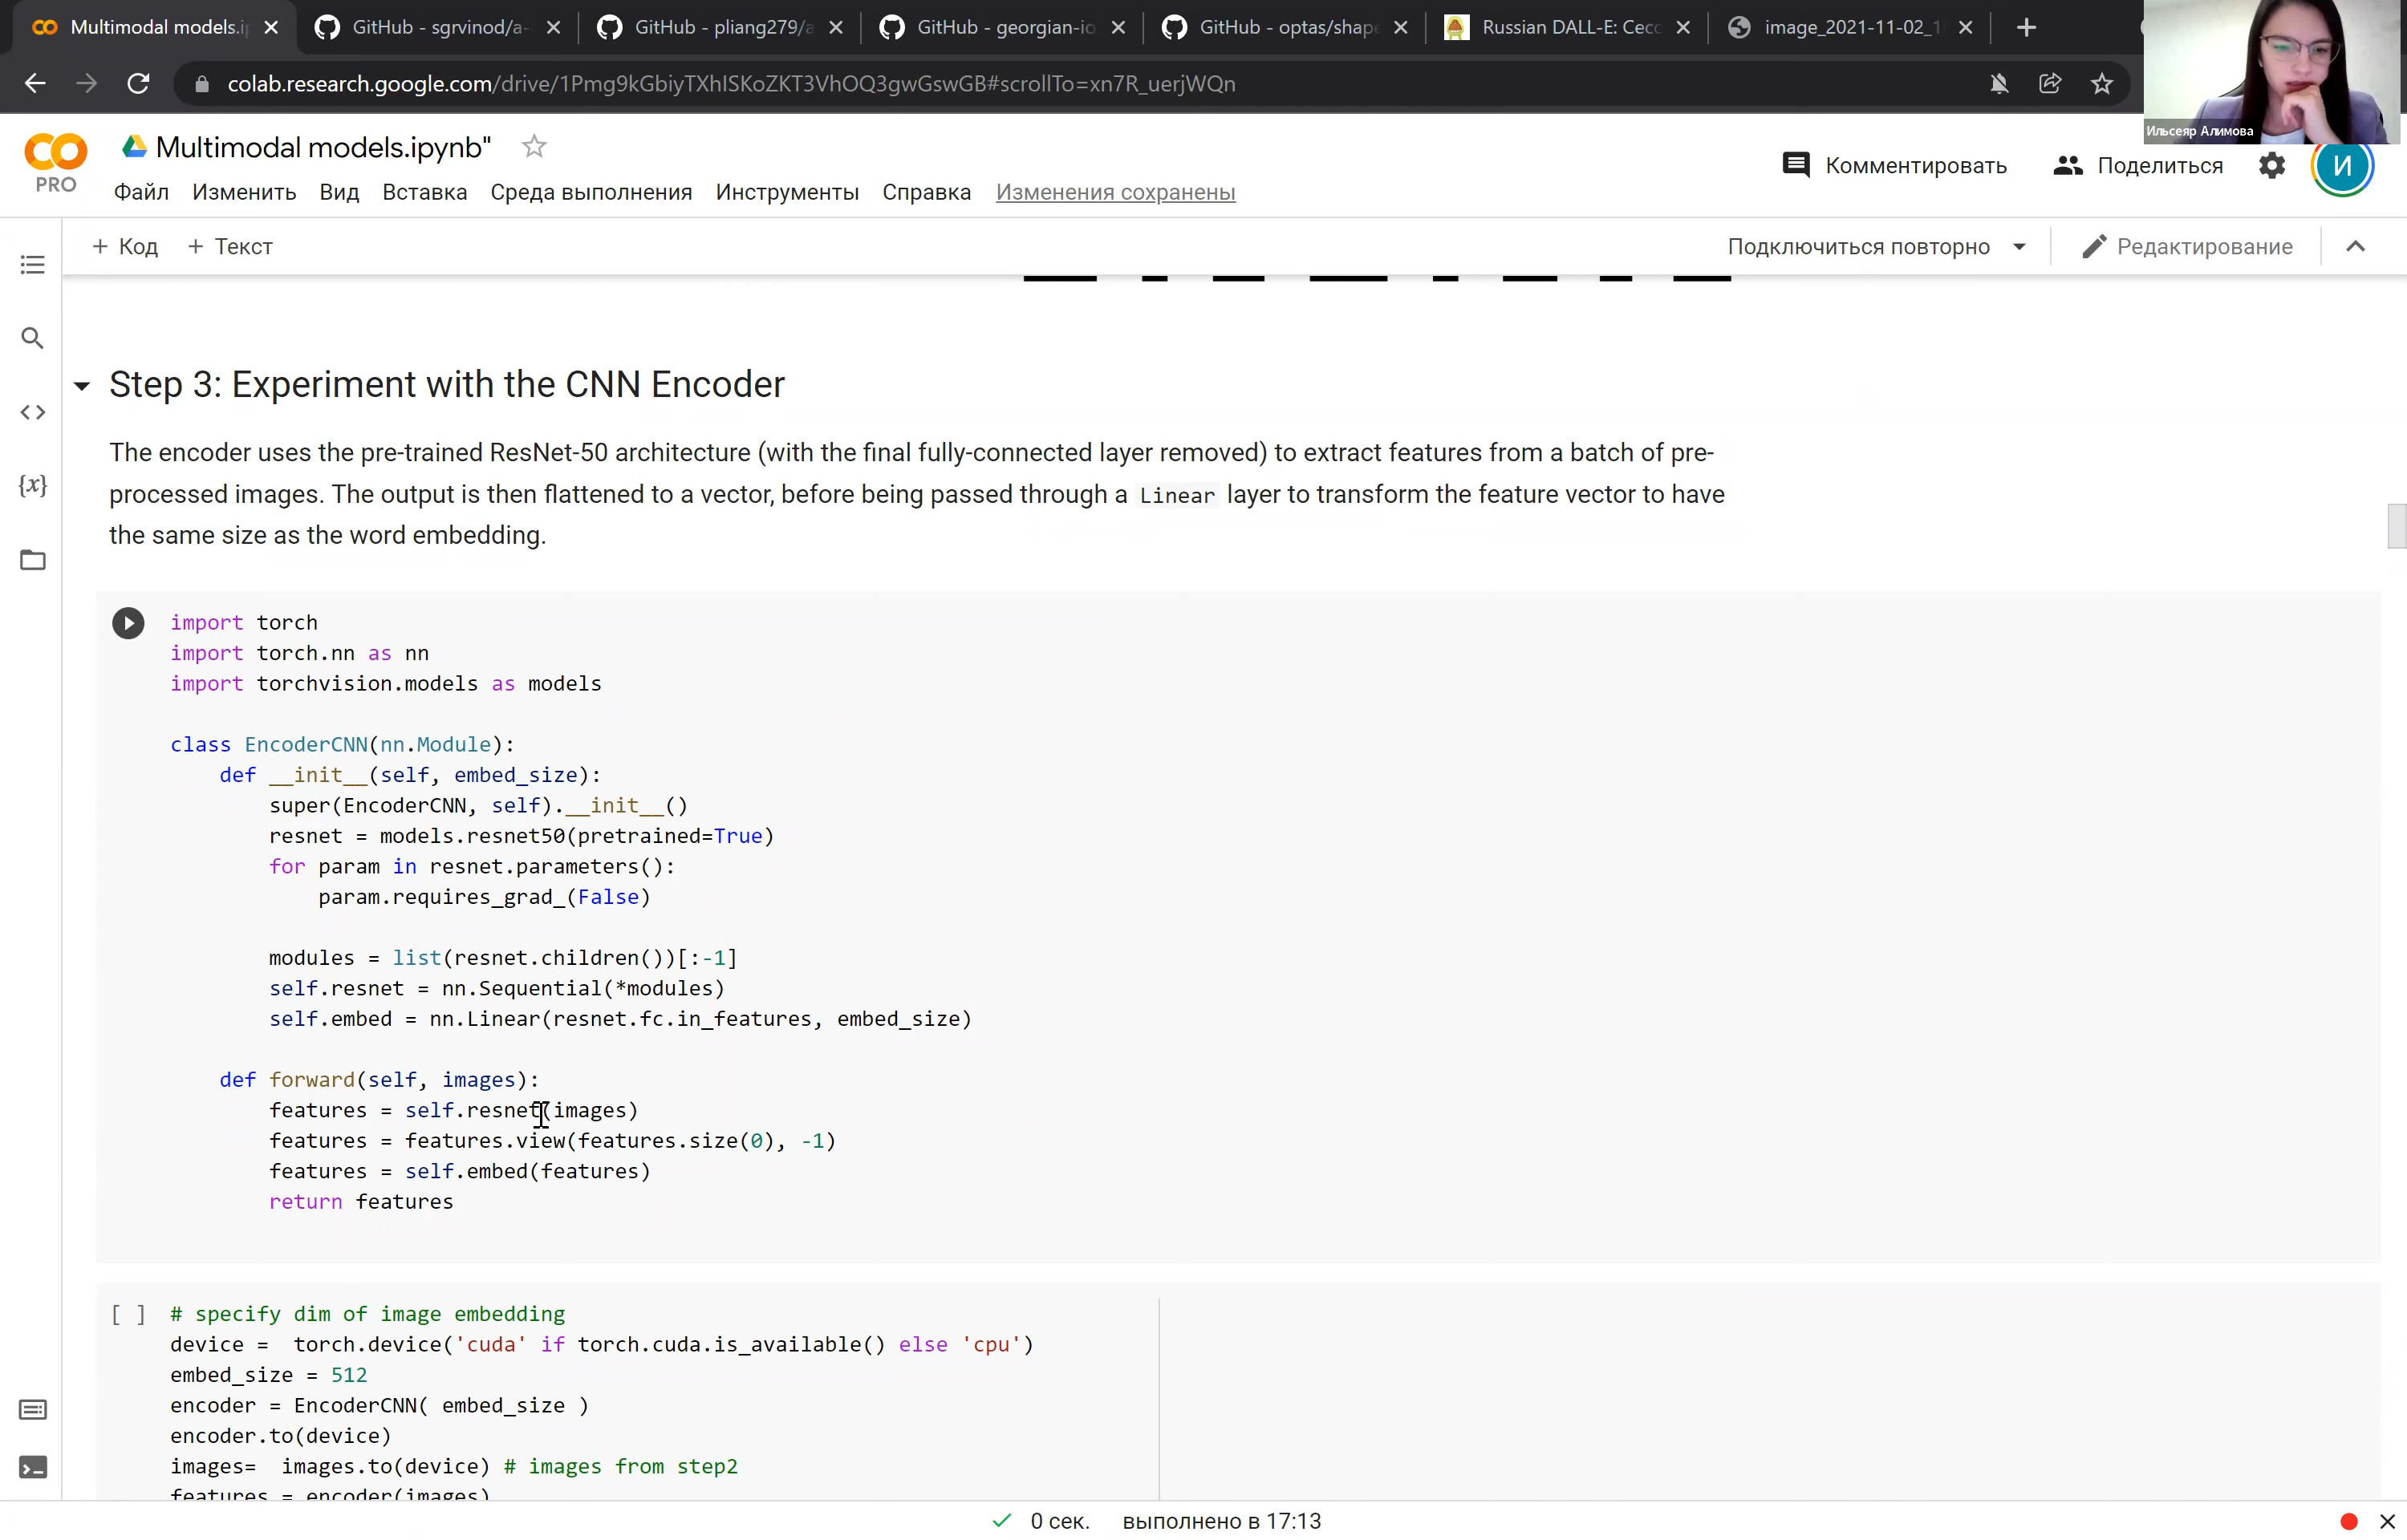 Multimodal models.i
GitHub - sgrvinod/a-
GitHub - pliang279/a
GitHub - georgian-io
GitHub - optas/shape
Russian DALL-E: Сесс
image_2021-11-02_1
colab.research.google.com/drive/1Pmg9kGbiyTXhISKoZKT3VhOQ3gwGswGB#scrollTo=xn7R_uerjWQn
Ильсеяр Алимова
PRO
Multimodal models.ipynb"
Файл Изменить Вид Вставка Среда выполнения Инструменты Справка Изменения сохранены
Комментировать Поделиться И
+ Код + Текст
Подключиться повторно Редактирование
Step 3: Experiment with the CNN Encoder
The encoder uses the pre-trained ResNet-50 architecture (with the final fully-connected layer removed) to extract features from a batch of pre-
processed images. The output is then flattened to a vector, before being passed through a Linear layer to transform the feature vector to have
the same size as the word embedding.
import torch
import torch.nn as nn
import torchvision.models as models
class EncoderCNN(nn.Module):
def __init__(self, embed_size):
super(EncoderCNN, self).__init__()
resnet = models.resnet50(pretrained=True)
for param in resnet.parameters():
param.requires_grad_(False)
modules = list(resnet.children())[:-1]
self.resnet = nn.Sequential(*modules)
self.embed = nn.Linear(resnet.fc.in_features, embed_size)
def forward(self, images):
features = self.resnet(images)
features = features.view(features.size(0), -1)
features = self.embed(features)
return features
[ ] # specify dim of image embedding
device =  torch.device('cuda' if torch.cuda.is_available() else 'cpu')
embed_size = 512
encoder = EncoderCNN( embed_size )
encoder.to(device)
images=  images.to(device) # images from step2
features = encoder(images)
0 сек. выполнено в 17:13